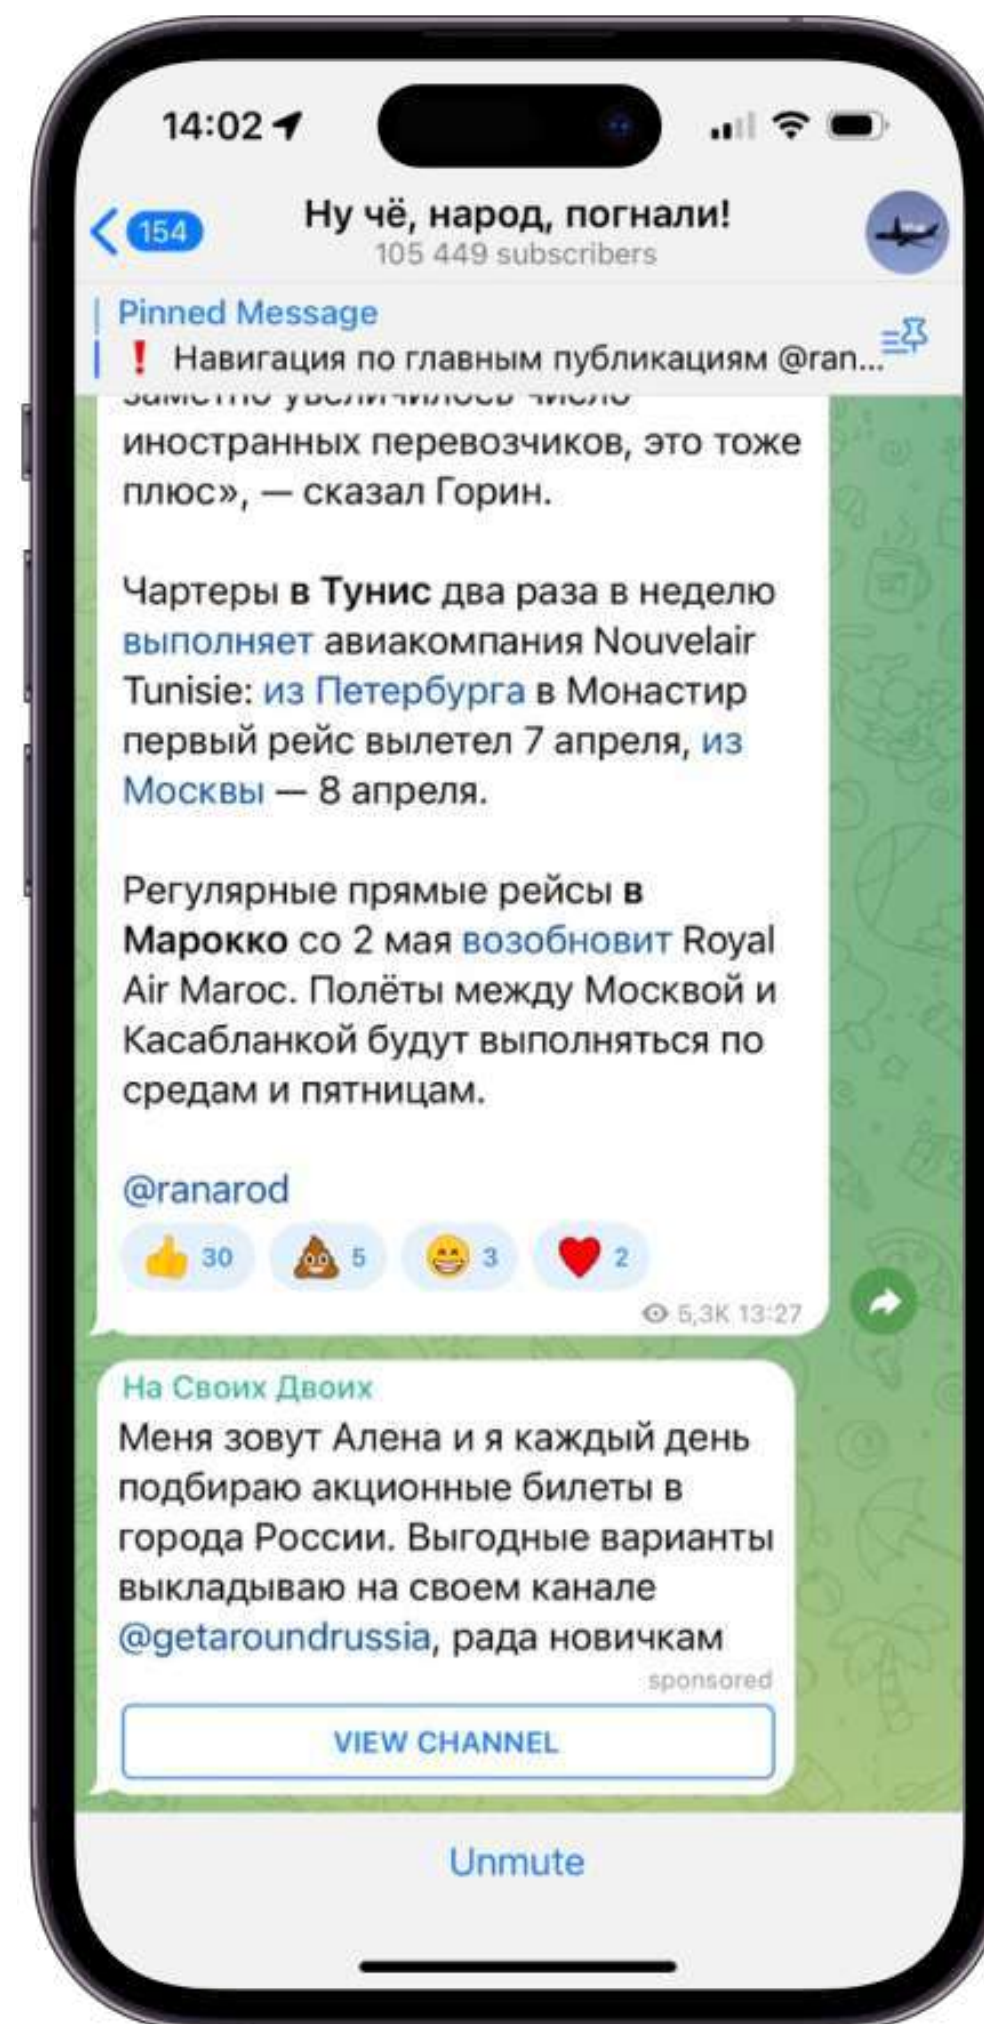 14:02
154
Ну чё, народ, погнали!
105 449 subscribers
Pinned Message
❗ Навигация по главным публикациям @ran...
заметно увеличилось число
иностранных перевозчиков, это тоже
плюс», — сказал Горин.
Чартеры в Тунис два раза в неделю
выполняет авиакомпания Nouvelair
Tunisie: из Петербурга в Монастир
первый рейс вылетел 7 апреля, из
Москвы — 8 апреля.
Регулярные прямые рейсы в
Марокко со 2 мая возобновит Royal
Air Maroc. Полёты между Москвой и
Касабланкой будут выполняться по
средам и пятницам.
@ranarod
👍 30 💩 5 😁 3 ❤ 2
5,3K 13:27
На Своих Двоих
Меня зовут Алена и я каждый день
подбираю акционные билеты в
города России. Выгодные варианты
выкладываю на своем канале
@getaroundrussia, рада новичкам
sponsored
VIEW CHANNEL
Unmute